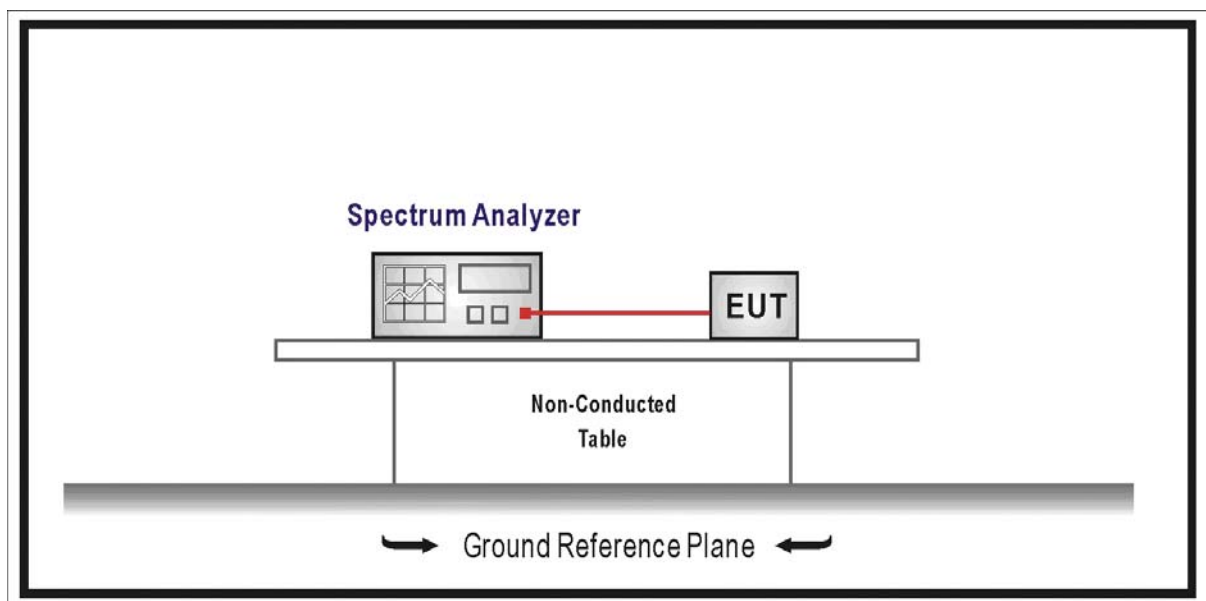 Spectrum Analyzer
EUT
Non-Conducted
Table
Ground Reference Plane